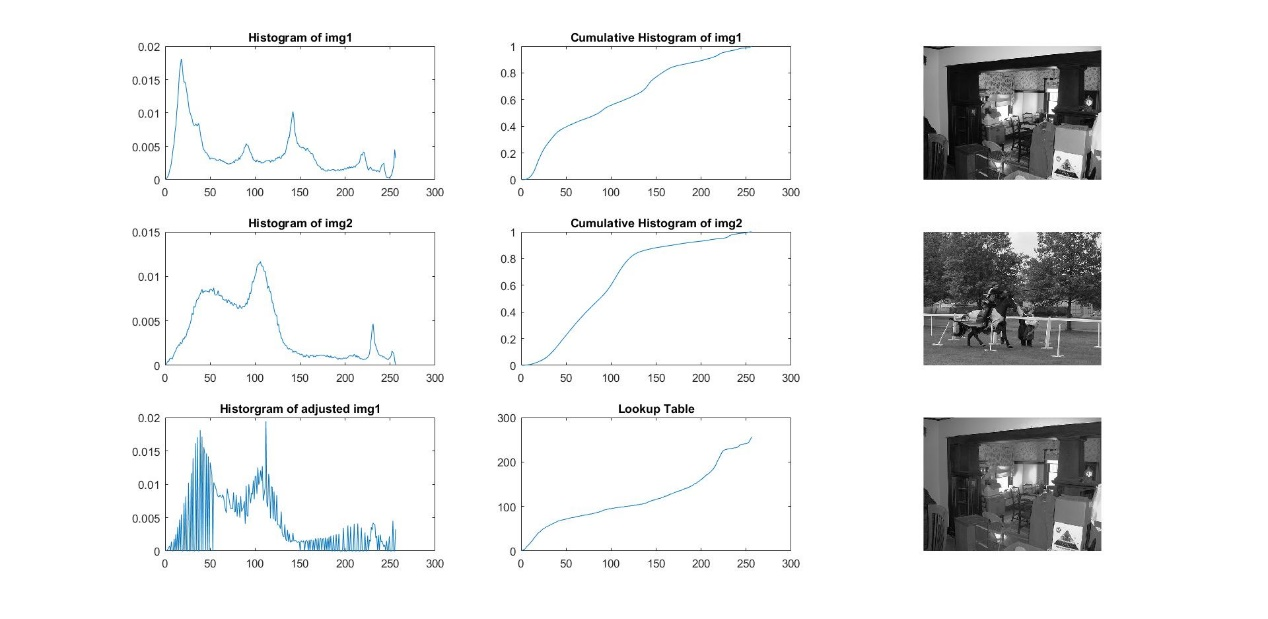 Histogram of img1
0.02
0.015
0.01
0.005
0
0 50 100 150 200 250 300
Cumulative Histogram of img1
1
0.8
0.6
0.4
0.2
0
0 50 100 150 200 250 300
Histogram of img2
0.015
0.01
0.005
0
0 50 100 150 200 250 300
Cumulative Histogram of img2
1
0.8
0.6
0.4
0.2
0
0 50 100 150 200 250 300
Historgram of adjusted img1
0.02
0.015
0.01
0.005
0
0 50 100 150 200 250 300
Lookup Table
300
200
100
0
0 50 100 150 200 250 300